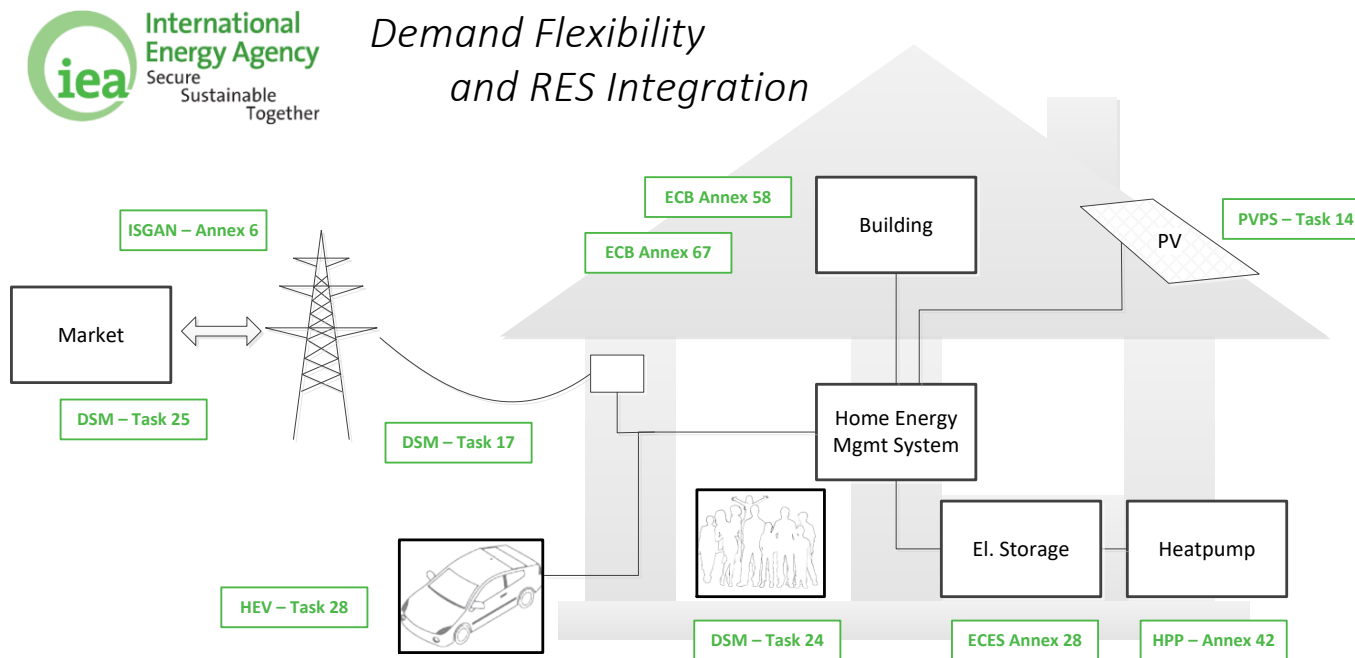 iea
International
Energy Agency
Secure
Sustainable
Together
Demand Flexibility
and RES Integration
ECB Annex 58
Building
PVPS – Task 14
PV
ISGAN – Annex 6
ECB Annex 67
Market
DSM – Task 25
DSM – Task 17
Home Energy
Mgmt System
El. Storage
Heatpump
HEV – Task 28
DSM – Task 24
ECES Annex 28
HPP – Annex 42